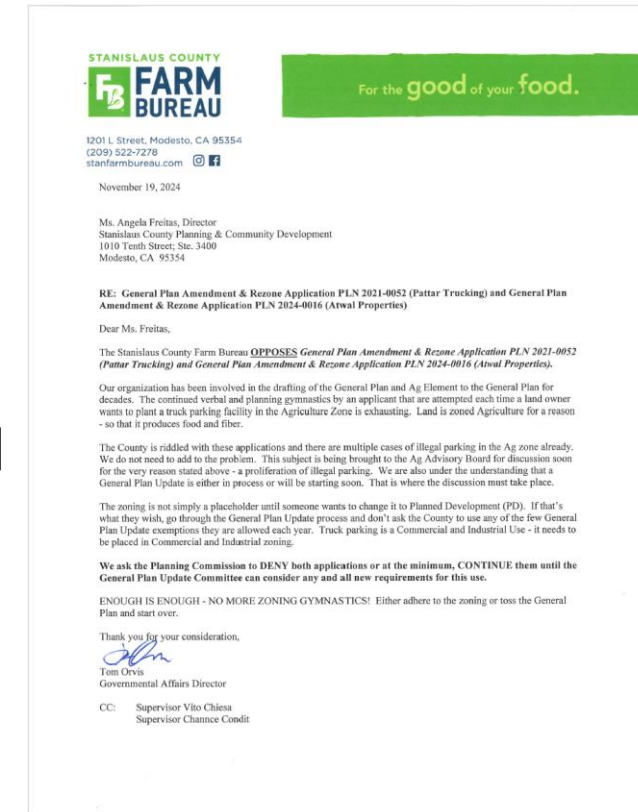 STANISLAUS COUNTY
FB FARM
BUREAU
For the good of your food.
1201 L Street, Modesto, CA 95354
(209) 522-7278
stanfarmbureau.com
November 19, 2024
Ms. Angela Freitas, Director
Stanislaus County Planning & Community Development
1010 Tenth Street; Ste. 3400
Modesto, CA 95354
RE: General Plan Amendment & Rezone Application PLN 2021-0052 (Pattar Trucking) and General Plan
Amendment & Rezone Application PLN 2024-0016 (Atwal Properties)
Dear Ms. Freitas,
The Stanislaus County Farm Bureau OPPOSES General Plan Amendment & Rezone Application PLN 2021-0052
(Pattar Trucking) and General Plan Amendment & Rezone Application PLN 2024-0016 (Atwal Properties).
Our organization has been involved in the drafting of the General Plan and Ag Element to the General Plan for
decades. The continued verbal and planning gymnastics by an applicant that are attempted each time a land owner
wants to plant a truck parking facility in the Agriculture Zone is exhausting. Land is zoned Agriculture for a reason
- so that it produces food and fiber.
The County is riddled with these applications and there are multiple cases of illegal parking in the Ag zone already.
We do not need to add to the problem. This subject is being brought to the Ag Advisory Board for discussion soon
for the very reason stated above - a proliferation of illegal parking. We are also under the understanding that a
General Plan Update is either in process or will be starting soon. That is where the discussion must take place.
The zoning is not simply a placeholder until someone wants to change it to Planned Development (PD). If that's
what they wish, go through the General Plan Update process and don't ask the County to use any of the few General
Plan Update exemptions they are allowed each year. Truck parking is a Commercial and Industrial Use - it needs to
be placed in Commercial and Industrial zoning.
We ask the Planning Commission to DENY both applications or at the minimum, CONTINUE them until the
General Plan Update Committee can consider any and all new requirements for this use.
ENOUGH IS ENOUGH - NO MORE ZONING GYMNASTICS! Either adhere to the zoning or toss the General
Plan and start over.
Thank you for your consideration,
Tom Orvis
Governmental Affairs Director
CC: Supervisor Vito Chiesa
Supervisor Channce Condit